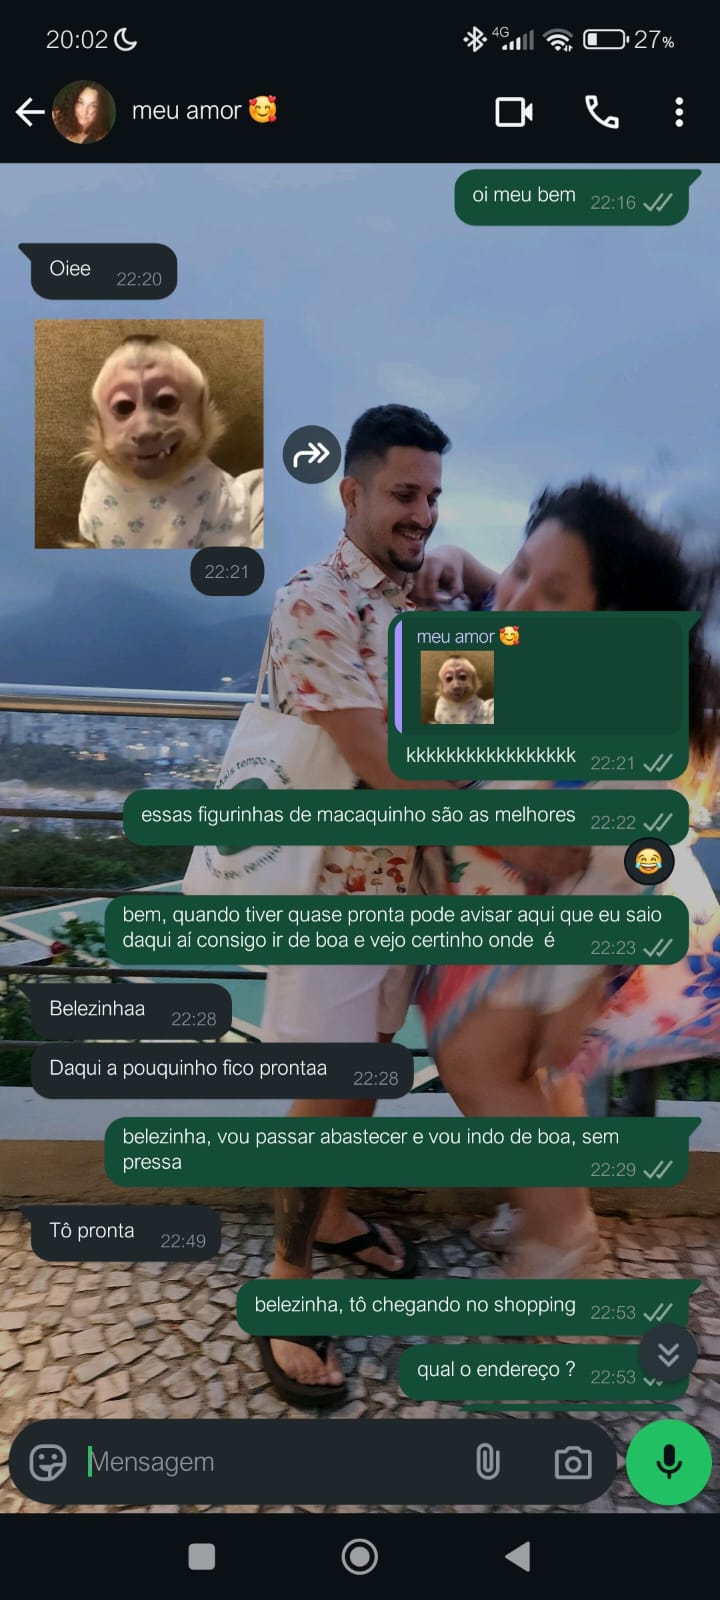 20:02
4G
27%
meu amor 🥰
oi meu bem 22:16
Oiee 22:20
22:21
meu amor 🥰
kkkkkkkkkkkkkkkkk 22:21
Mais tempo
essas figurinhas de macaquinho são as melhores 22:22
😂
seu tempo
bem, quando tiver quase pronta pode avisar aqui que eu saio
daqui aí consigo ir de boa e vejo certinho onde é 22:23
Belezinhaa 22:28
Daqui a pouquinho fico prontaa 22:28
belezinha, vou passar abastecer e vou indo de boa, sem
pressa 22:29
Tô pronta 22:49
belezinha, tô chegando no shopping 22:53
qual o endereço ? 22:53
Mensagem